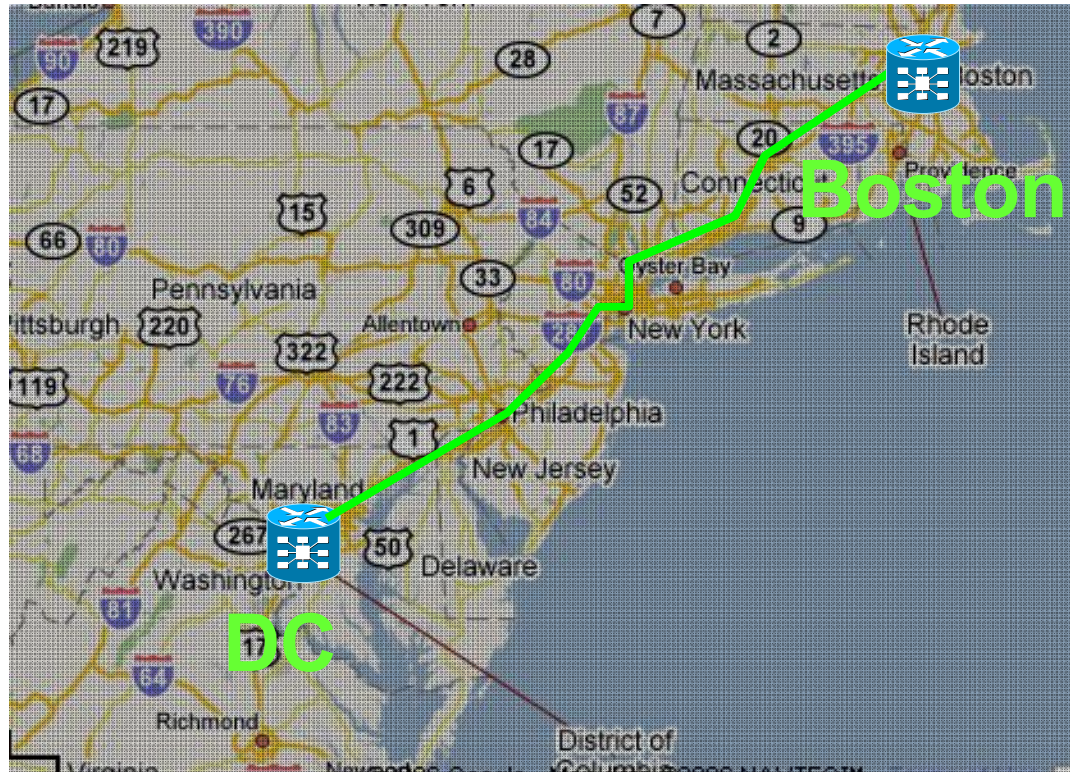 390
7
2
219
90
28
Massachusetts
Boston
17
87
20
395
17
Providence
6
Connecticut
Boston
52
15
84
309
9
66
80
Oyster Bay
33
80
Pennsylvania
Pittsburgh
220
Allentown
New York
Rhode
Island
287
322
119
76
222
Philadelphia
83
1
68
New Jersey
Maryland
267
50
Delaware
Washington
81
DC
17
64
Richmond
District of
Columbia
Virginia